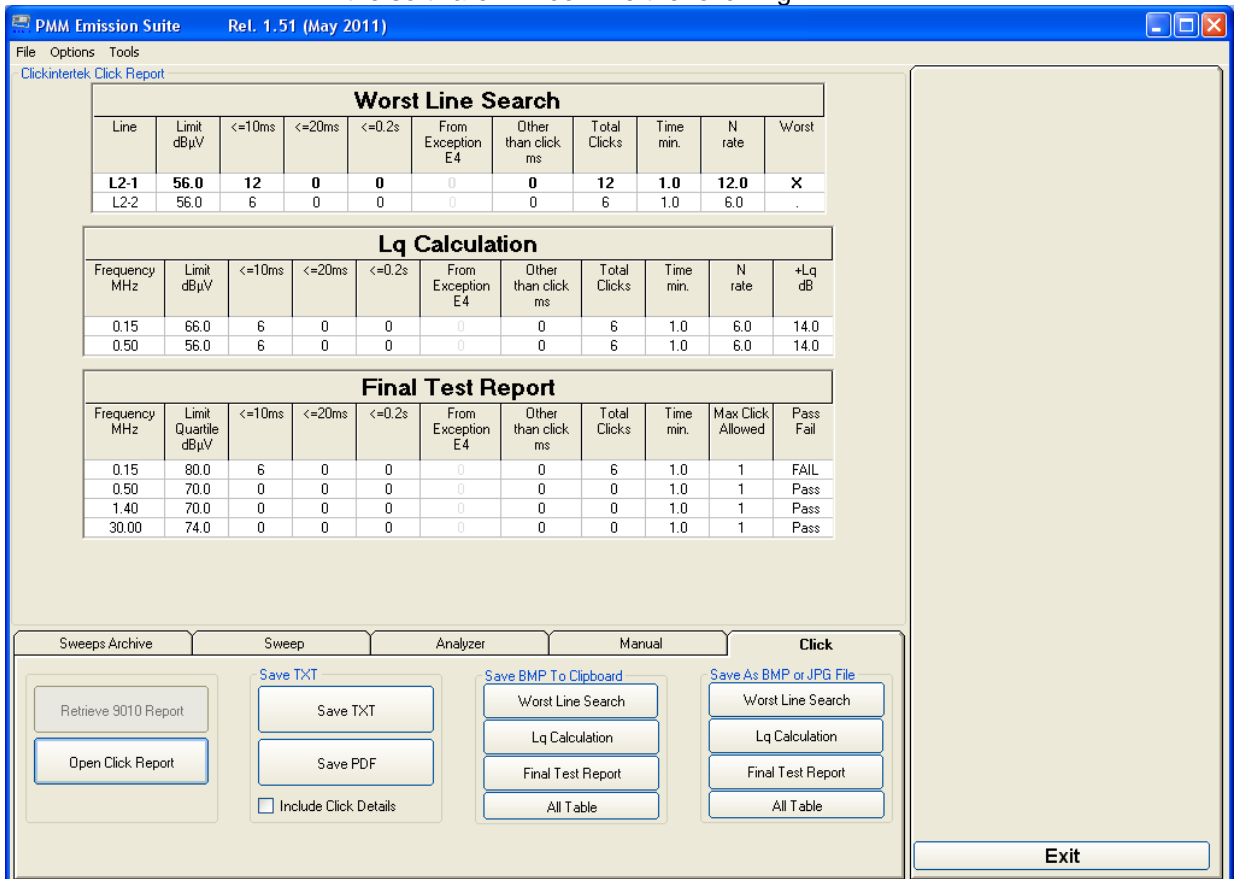 PMM Emission Suite Rel. 1.51 (May 2011)
File Options Tools
Clickintertek Click Report
Worst Line Search
Line Limit dBµV <=10ms <=20ms <=0.2s From Exception E4 Other than click ms Total Clicks Time min. N rate Worst
L2-1 56.0 12 0 0 0 0 12 1.0 12.0 X
L2-2 56.0 6 0 0 0 0 6 1.0 6.0 .
Lq Calculation
Frequency MHz Limit dBµV <=10ms <=20ms <=0.2s From Exception E4 Other than click ms Total Clicks Time min. N rate +Lq dB
0.15 66.0 6 0 0 0 0 6 1.0 6.0 14.0
0.50 56.0 6 0 0 0 0 6 1.0 6.0 14.0
Final Test Report
Frequency MHz Limit Quartile dBµV <=10ms <=20ms <=0.2s From Exception E4 Other than click ms Total Clicks Time min. Max Click Allowed Pass Fail
0.15 80.0 6 0 0 0 0 6 1.0 1 FAIL
0.50 70.0 0 0 0 0 0 0 1.0 1 Pass
1.40 70.0 0 0 0 0 0 0 1.0 1 Pass
30.00 74.0 0 0 0 0 0 0 1.0 1 Pass
Sweeps Archive Sweep Analyzer Manual Click
Retrieve 9010 Report
Open Click Report
Save TXT
Save TXT
Save PDF
Include Click Details
Save BMP To Clipboard
Worst Line Search
Lq Calculation
Final Test Report
All Table
Save As BMP or JPG File
Worst Line Search
Lq Calculation
Final Test Report
All Table
Exit